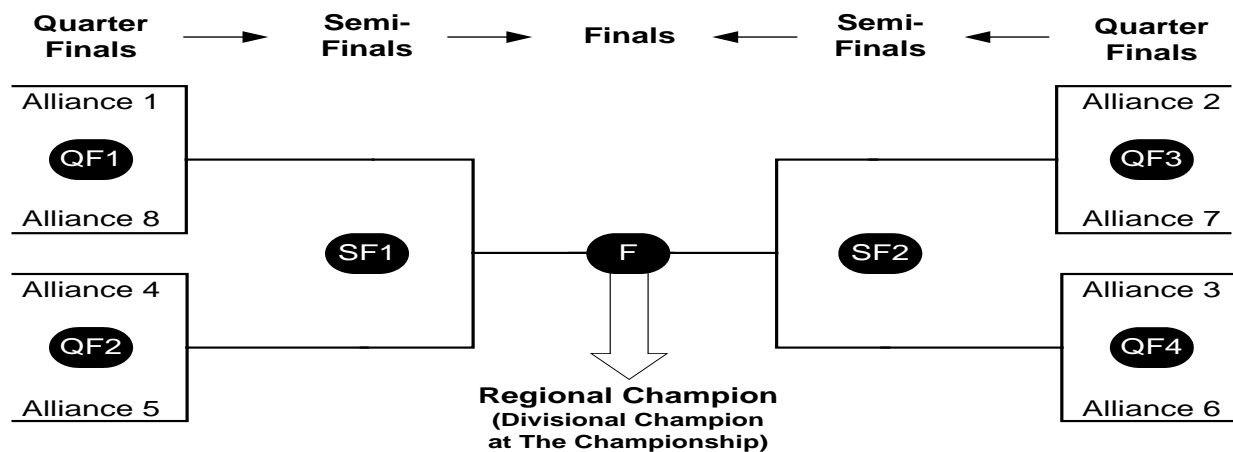 Quarter
Finals
Semi-
Finals
Finals
Semi-
Finals
Quarter
Finals
Alliance 1
QF1
Alliance 8
Alliance 4
QF2
Alliance 5
SF1
F
SF2
Alliance 2
QF3
Alliance 7
Alliance 3
QF4
Alliance 6
Regional Champion
(Divisional Champion
at The Championship)